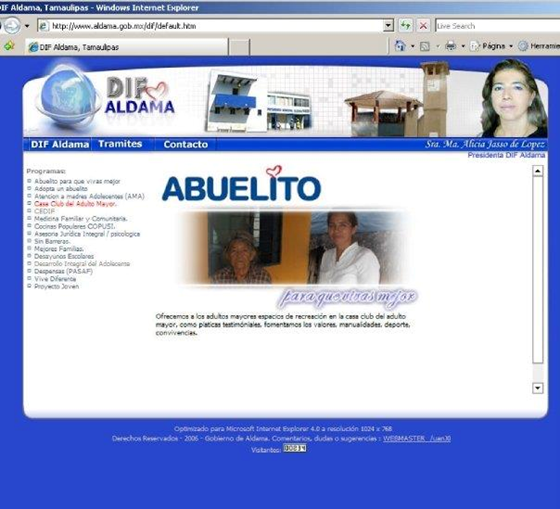 DIF Aldama, Tamaulipas - Windows Internet Explorer
http://www.aldama.gob.mx/dif/default.htm
Live Search
DIF Aldama, Tamaulipas
Página
Herramie
DIF
ALDAMA
DIF Aldama Tramites Contacto
Sra. Ma. Alicia Jasso de Lopez
Presidenta DIF Aldama
Programas:
Abuelito para que vivas mejor
Adopta un abuelito
Atencion a madres Adolecentes (AMA)
Casa Club del Adulto Mayor.
CEDIF
Medicina Familiar y Comunitaria.
Cocinas Populares COPUSI.
Asesoria Jurídica Integral / psicologica
Sin Barreras.
Mejores Familias.
Desayunos Escolares
Desarrollo Integral del Adolecente
Despensas (PASAF)
Vive Diferente
Proyecto Joven
ABUELITO
para que vivas mejor
Ofrecemos a los adultos mayores espacios de recreación en la casa club del adulto
mayor, como platicas testimóniales, fomentamos los valores, manualidades, deporte,
convivencias.
Optimizado para Microsoft Internet Explorer 4.0 a resolución 1024 x 768
Derechos Reservados - 2006 - Gobierno de Aldama. Comentarios, dudas o sugerencias : WEBMASTER
Visitantes: